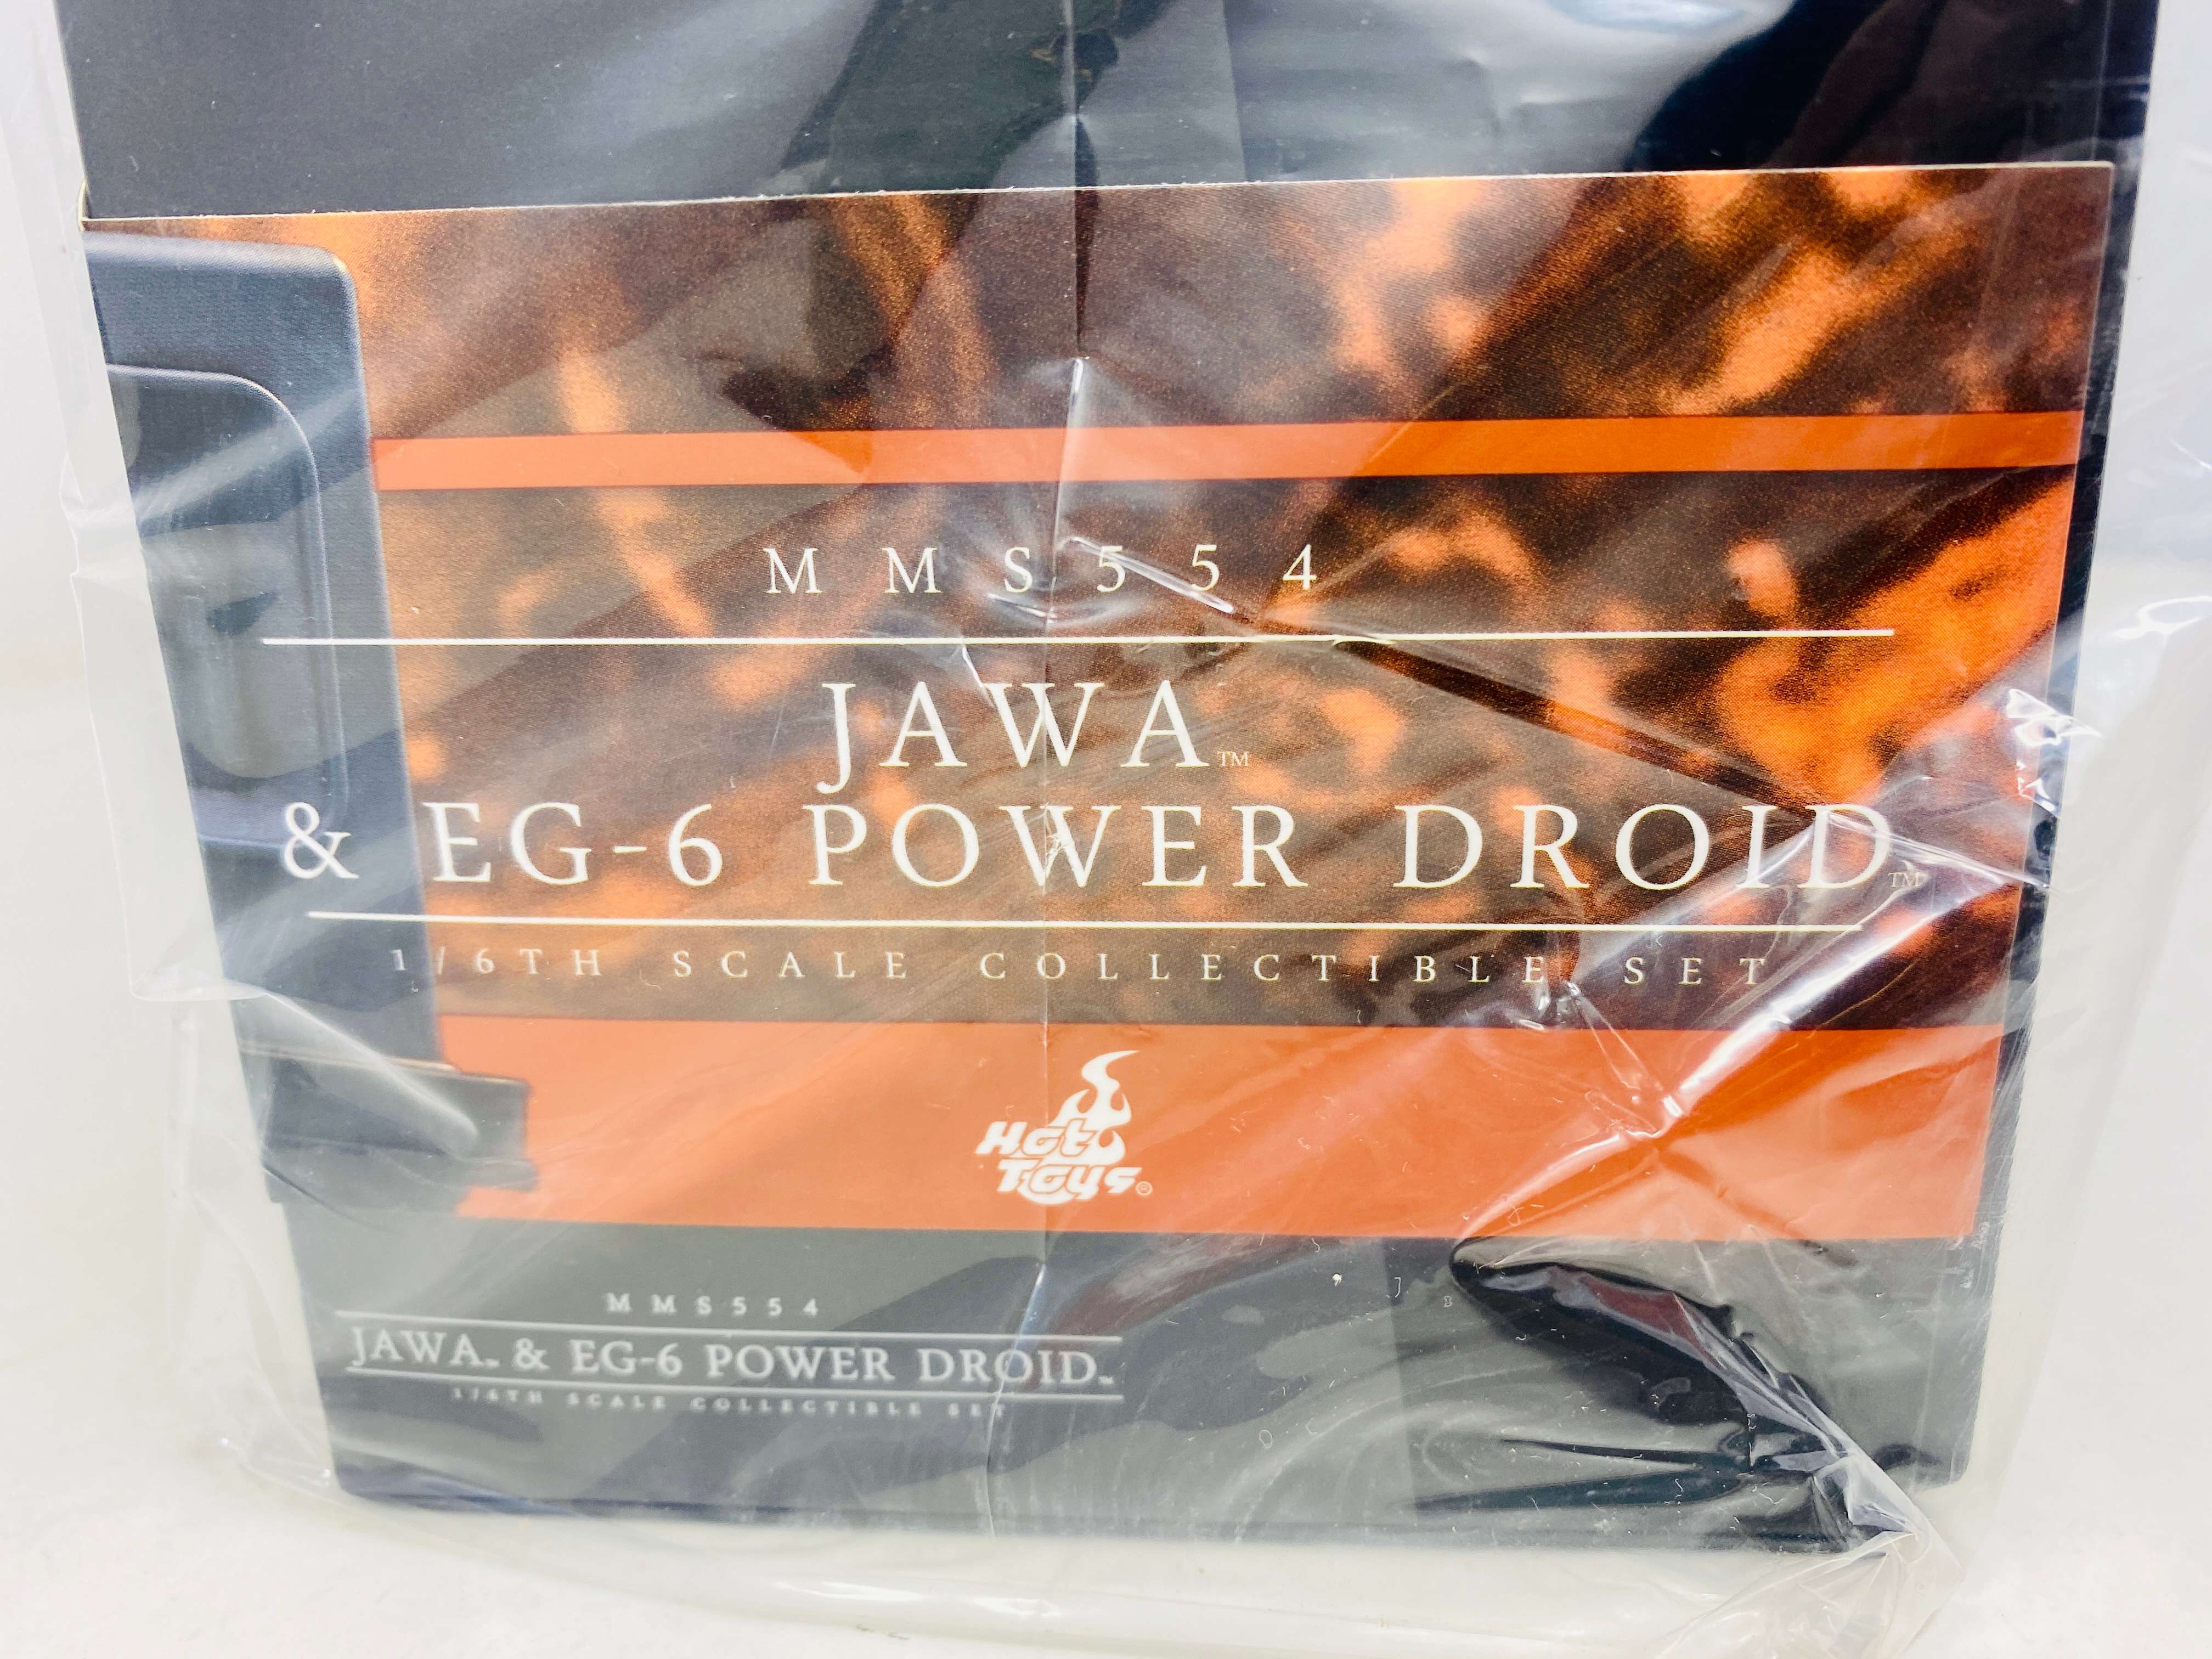 MMS554
JAWA™
& EG-6 POWER DROID™
1/6TH SCALE COLLECTIBLE SET
Hot
Toys®
MMS554
JAWA™ & EG-6 POWER DROID™
1/6TH SCALE COLLECTIBLE SET